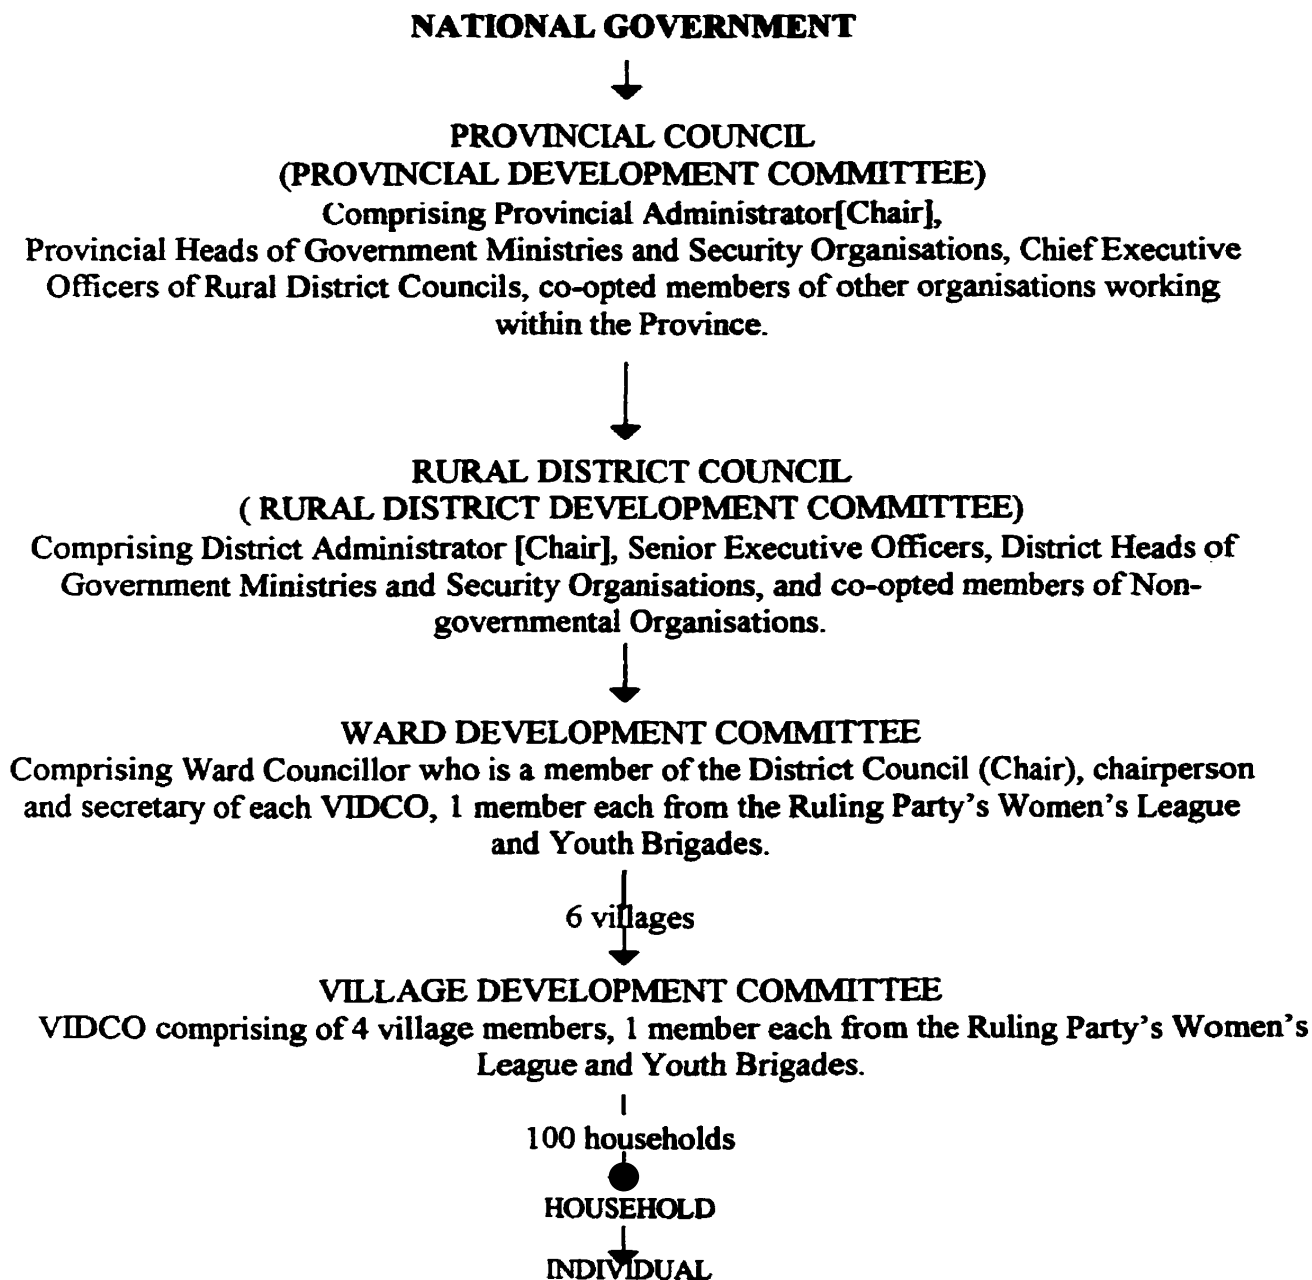 NATIONAL GOVERNMENT
PROVINCIAL COUNCIL
(PROVINCIAL DEVELOPMENT COMMITTEE)
Comprising Provincial Administrator[Chair],
Provincial Heads of Government Ministries and Security Organisations, Chief Executive
Officers of Rural District Councils, co-opted members of other organisations working
within the Province.
RURAL DISTRICT COUNCIL
( RURAL DISTRICT DEVELOPMENT COMMITTEE)
Comprising District Administrator [Chair], Senior Executive Officers, District Heads of
Government Ministries and Security Organisations, and co-opted members of Non-
governmental Organisations.
WARD DEVELOPMENT COMMITTEE
Comprising Ward Councillor who is a member of the District Council (Chair), chairperson
and secretary of each VIDCO, 1 member each from the Ruling Party's Women's League
and Youth Brigades.
6 villages
VILLAGE DEVELOPMENT COMMITTEE
VIDCO comprising of 4 village members, 1 member each from the Ruling Party's Women's
League and Youth Brigades.
100 households
HOUSEHOLD
INDIVIDUAL